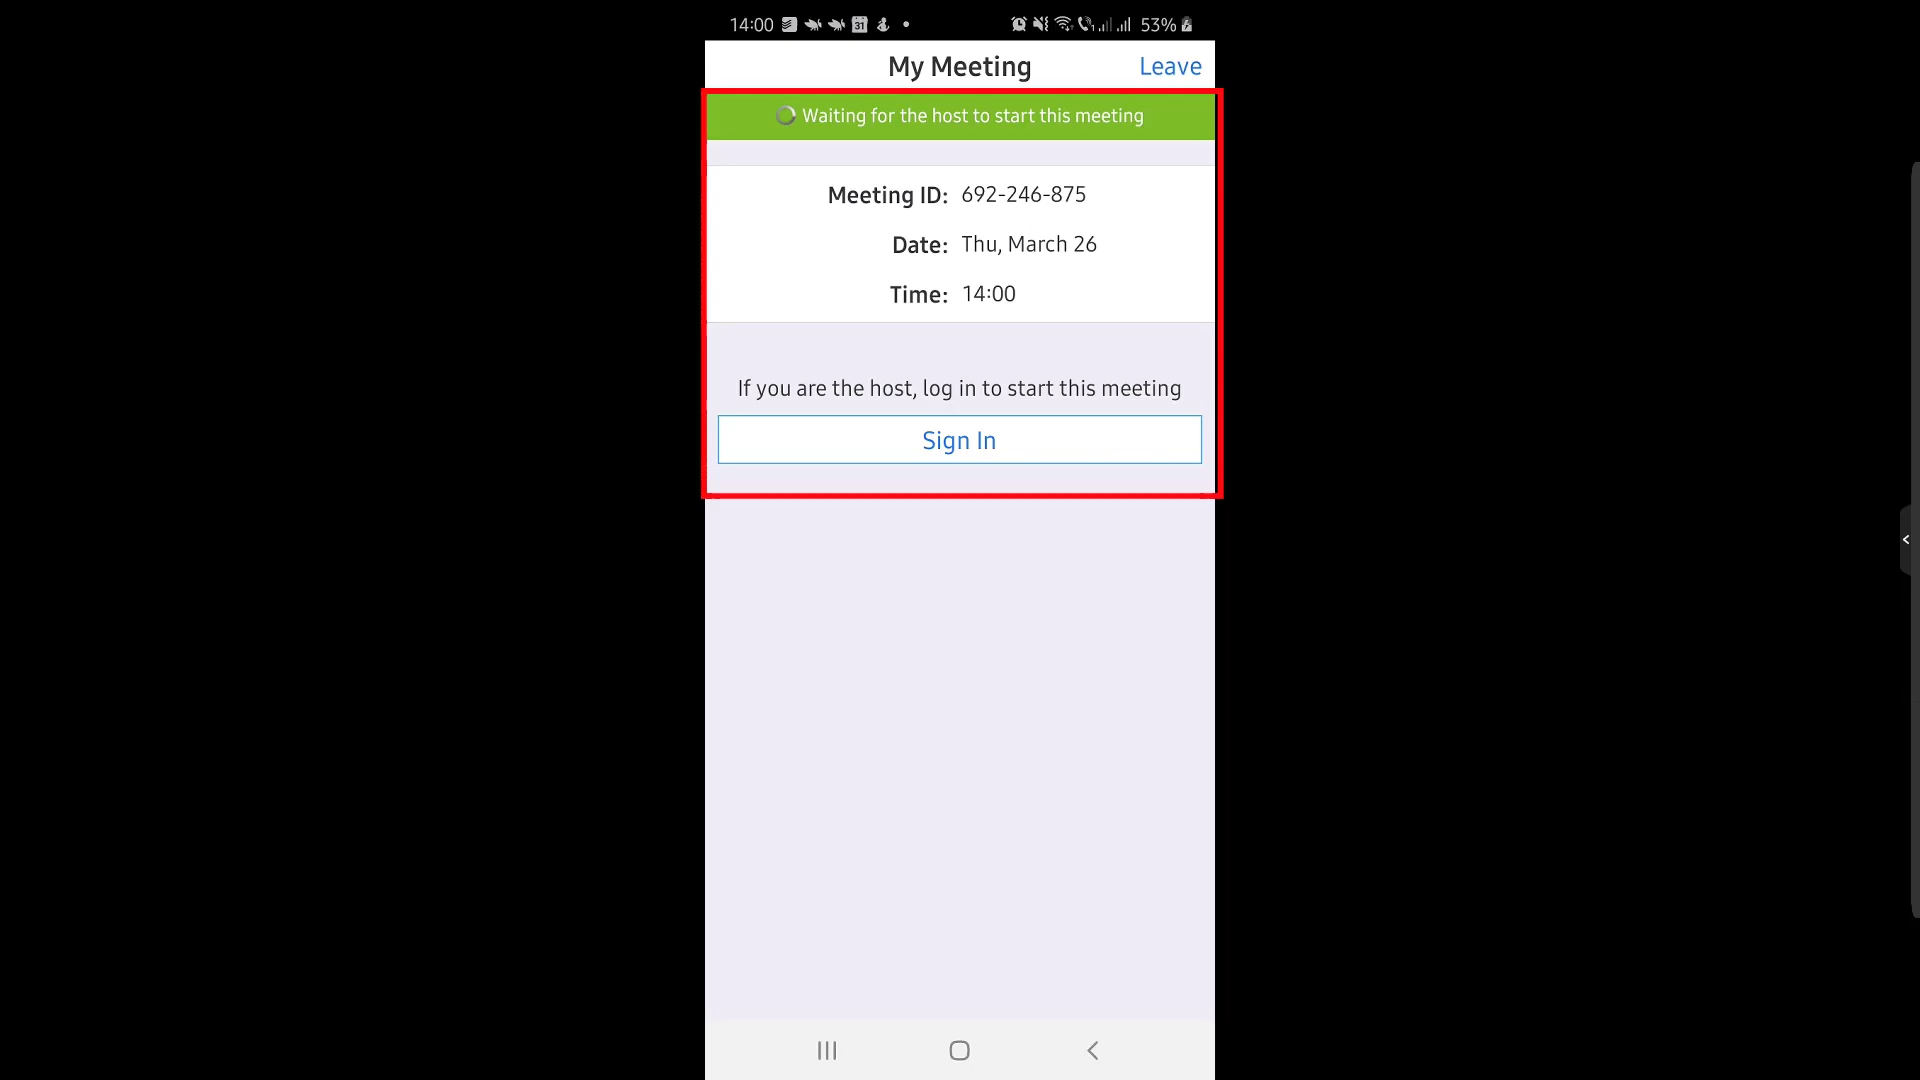 14:00 31 53%
My Meeting Leave
Waiting for the host to start this meeting
Meeting ID: 692-246-875
Date: Thu, March 26
Time: 14:00
If you are the host, log in to start this meeting
Sign In